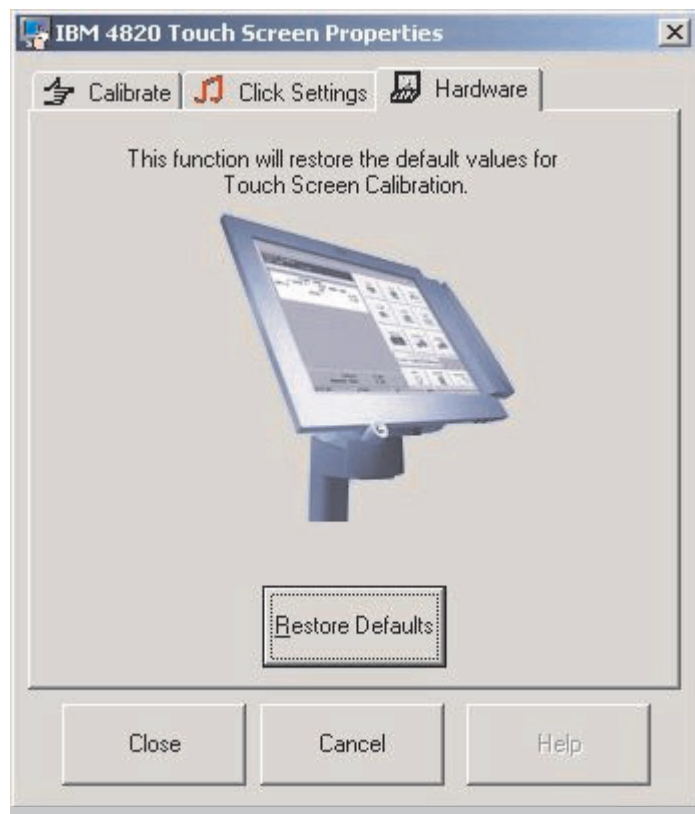 IBM 4820 Touch Screen Properties
Calibrate
Click Settings
Hardware
This function will restore the default values for
Touch Screen Calibration.
Restore Defaults
Close
Cancel
Help